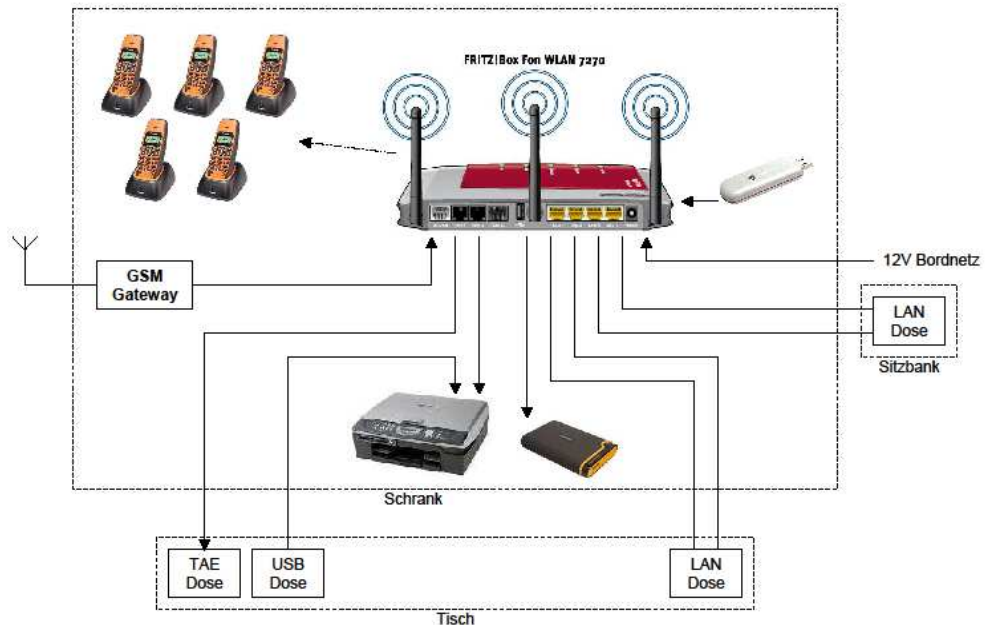 FRITZ!Box Fon WLAN 7270
GSM
Gateway
12V Bordnetz
LAN
Dose
Sitzbank
Schrank
TAE
Dose
USB
Dose
LAN
Dose
Tisch